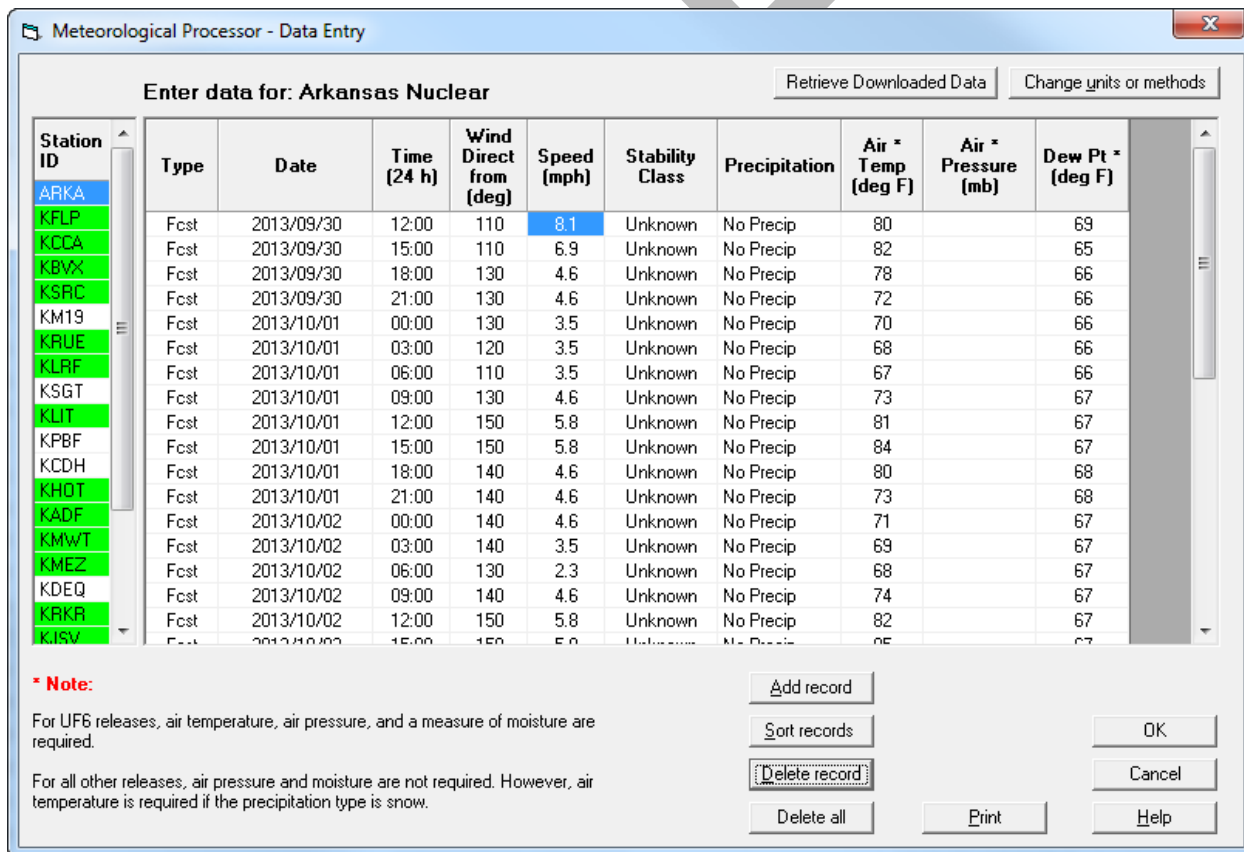 Meteorological Processor - Data Entry
Enter data for: Arkansas Nuclear
Retrieve Downloaded Data
Change units or methods
Station ID
ARKA
KFLP
KCCA
KBVX
KSRC
KM19
KRUE
KLRF
KSGT
KLIT
KPBF
KCDH
KHOT
KADF
KMWT
KMEZ
KDEQ
KRKR
KJSV
Type Date Time (24 h) Wind Direct from (deg) Speed (mph) Stability Class Precipitation Air * Temp (deg F) Air * Pressure (mb) Dew Pt * (deg F)
Fcst 2013/09/30 12:00 110 8.1 Unknown No Precip 80 69
Fcst 2013/09/30 15:00 110 6.9 Unknown No Precip 82 65
Fcst 2013/09/30 18:00 130 4.6 Unknown No Precip 78 66
Fcst 2013/09/30 21:00 130 4.6 Unknown No Precip 72 66
Fcst 2013/10/01 00:00 130 3.5 Unknown No Precip 70 66
Fcst 2013/10/01 03:00 120 3.5 Unknown No Precip 68 66
Fcst 2013/10/01 06:00 110 3.5 Unknown No Precip 67 66
Fcst 2013/10/01 09:00 130 4.6 Unknown No Precip 73 67
Fcst 2013/10/01 12:00 150 5.8 Unknown No Precip 81 67
Fcst 2013/10/01 15:00 150 5.8 Unknown No Precip 84 67
Fcst 2013/10/01 18:00 140 4.6 Unknown No Precip 80 68
Fcst 2013/10/01 21:00 140 4.6 Unknown No Precip 73 68
Fcst 2013/10/02 00:00 140 4.6 Unknown No Precip 71 67
Fcst 2013/10/02 03:00 140 3.5 Unknown No Precip 69 67
Fcst 2013/10/02 06:00 130 2.3 Unknown No Precip 68 67
Fcst 2013/10/02 09:00 140 4.6 Unknown No Precip 74 67
Fcst 2013/10/02 12:00 150 5.8 Unknown No Precip 82 67
* Note:
For UF6 releases, air temperature, air pressure, and a measure of moisture are
required.
For all other releases, air pressure and moisture are not required. However, air
temperature is required if the precipitation type is snow.
Add record
Sort records
Delete record
Delete all
Print
OK
Cancel
Help